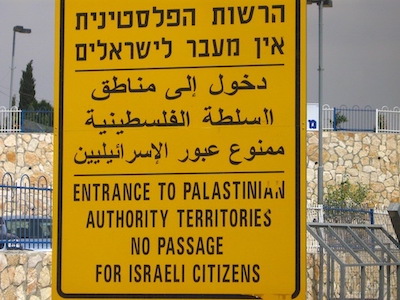 הרשות הפלסטינית
אין מעבר לישראלים
دخول إلى مناطق
السلطة الفلسطينية
ممنوع عبور الإسرائيليين
ENTRANCE TO PALASTINIAN
AUTHORITY TERRITORIES
NO PASSAGE
FOR ISRAELI CITIZENS